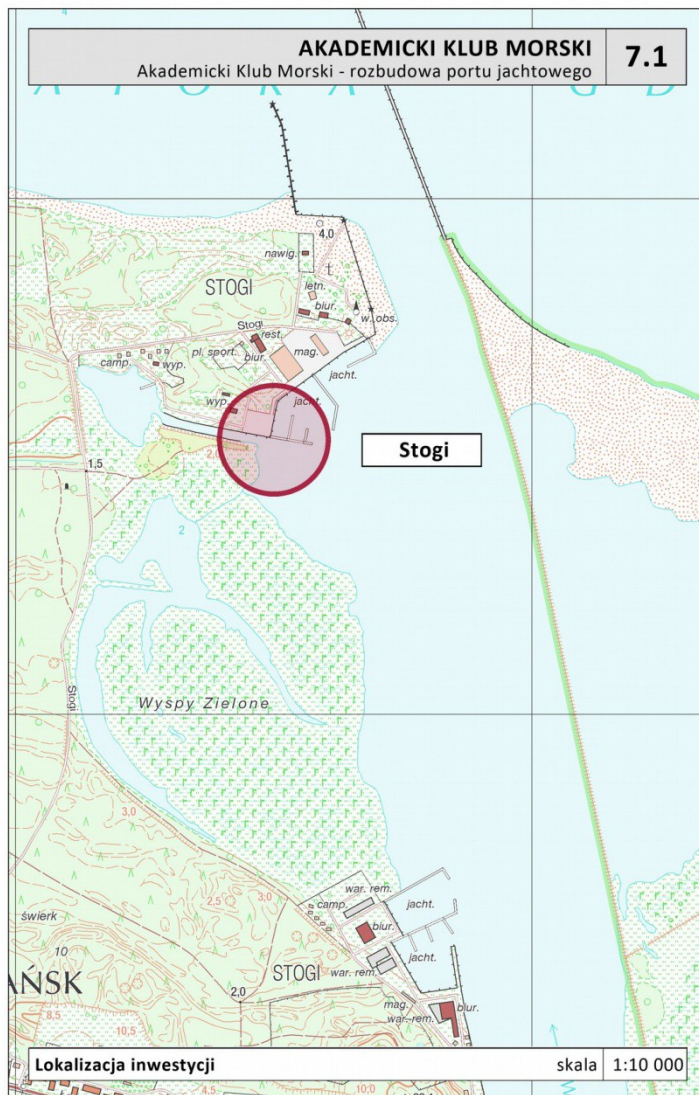 AKADEMICKI KLUB MORSKI
Akademicki Klub Morski - rozbudowa portu jachtowego
7.1
A T O K A G D
4,0
nawig.
t
STOGI
letn.
biur.
w. obs.
Stogi
rest.
pl. sport.
biur.
mag.
camp.
wyp.
jacht.
wyp.
jacht.
Stogi
2,0
1,5
2
Stogi
Wyspy Zielone
3,0
2,5
3,0
war. rem.
camp.
jacht.
świerk
biur.
10
jacht.
STOGI
war. rem.
AŃSK
2,0
mag.
biur.
war. rem.
8,5
10,5
Lokalizacja inwestycji
skala
1:10 000
4,5
10,0